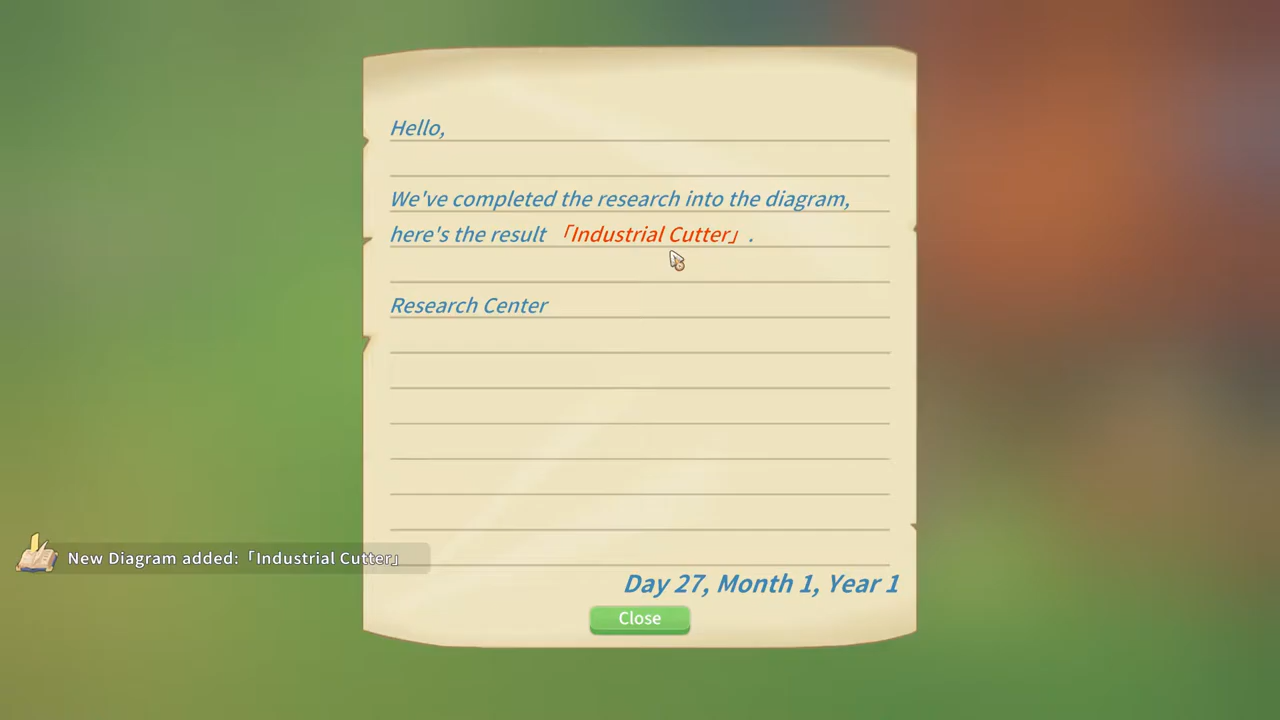 Hello,
We've completed the research into the diagram,
here's the result 「Industrial Cutter」 .
Research Center
New Diagram added:「Industrial Cutter」
Day 27, Month 1, Year 1
Close